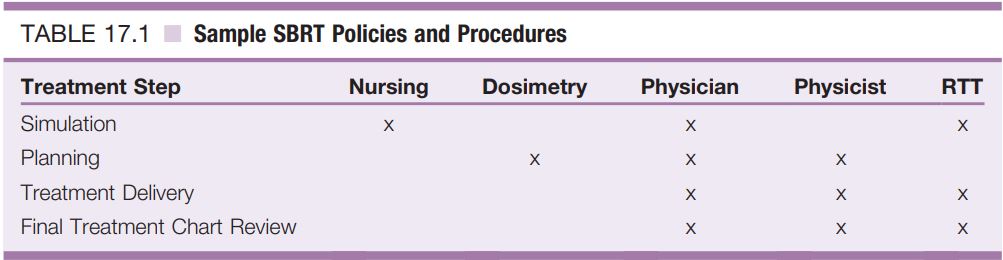 TABLE 17.1 Sample SBRT Policies and Procedures
Treatment Step Nursing Dosimetry Physician Physicist RTT
Simulation x x x
Planning x x x
Treatment Delivery x x x
Final Treatment Chart Review x x x